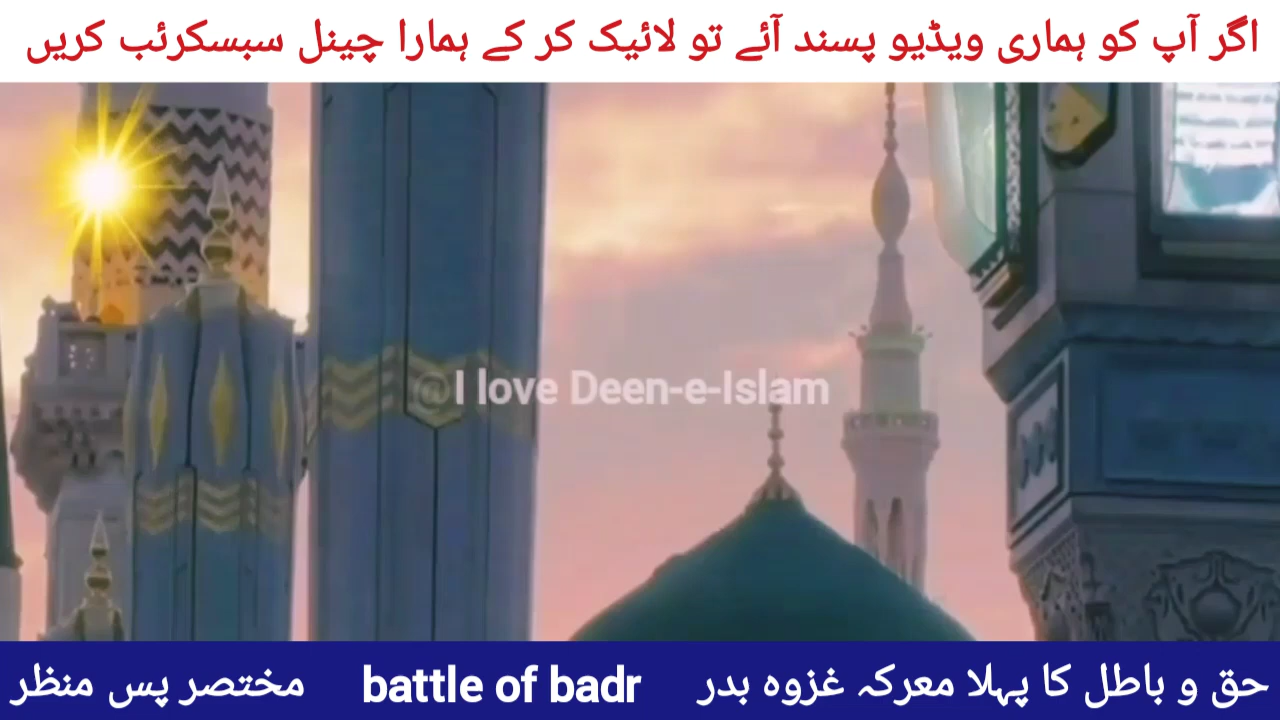 اگر آپ کو ہماری ویڈیو پسند آئے تو لائیک کر کے ہمارا چینل سبسکرئب کریں
@I love Deen-e-Islam
حق و باطل کا پہلا معرکہ غزوہ بدر battle of badr مختصر پس منظر